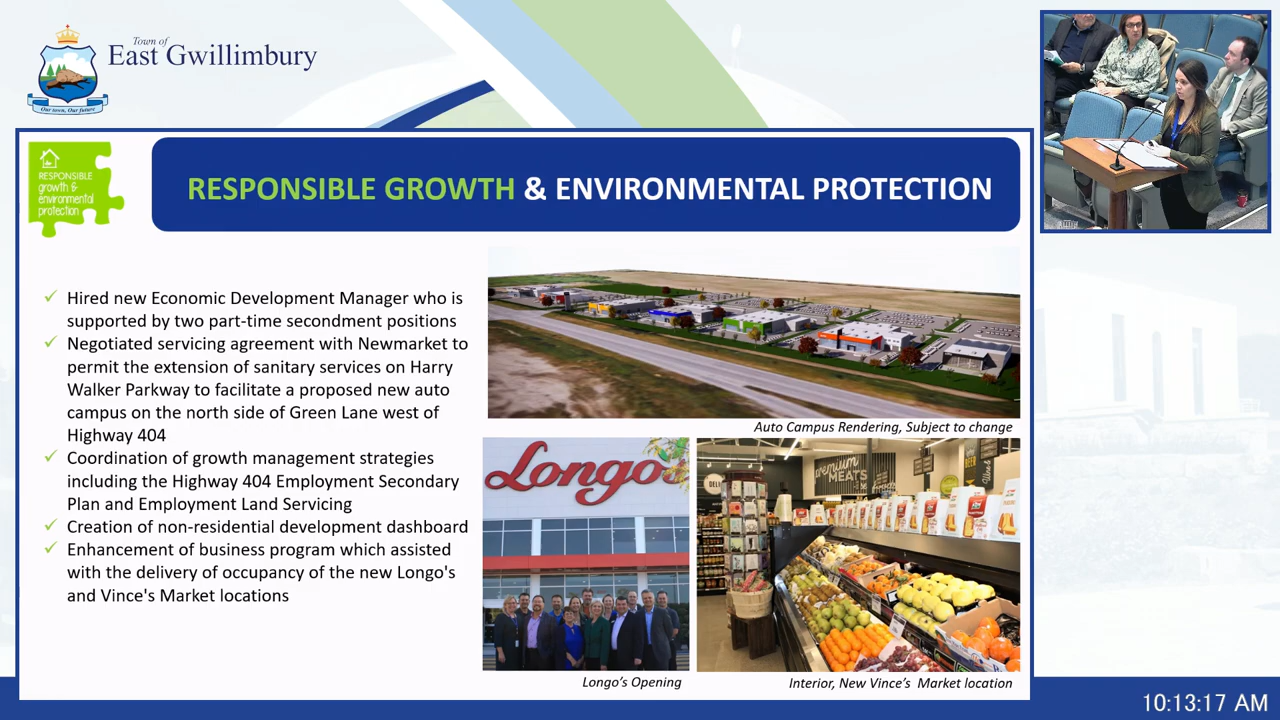 Town of
East Gwillimbury
Our town, Our future
RESPONSIBLE
growth &
environmental
protection
RESPONSIBLE GROWTH & ENVIRONMENTAL PROTECTION
Hired new Economic Development Manager who is
supported by two part-time secondment positions
Negotiated servicing agreement with Newmarket to
permit the extension of sanitary services on Harry
Walker Parkway to facilitate a proposed new auto
campus on the north side of Green Lane west of
Highway 404
Coordination of growth management strategies
including the Highway 404 Employment Secondary
Plan and Employment Land Servicing
Creation of non-residential development dashboard
Enhancement of business program which assisted
with the delivery of occupancy of the new Longo's
and Vince's Market locations
Auto Campus Rendering, Subject to change
Longo's
premium
MEATS
DELI
BEER
Wine
Longo's Opening
Interior, New Vince's Market location
10:13:17 AM